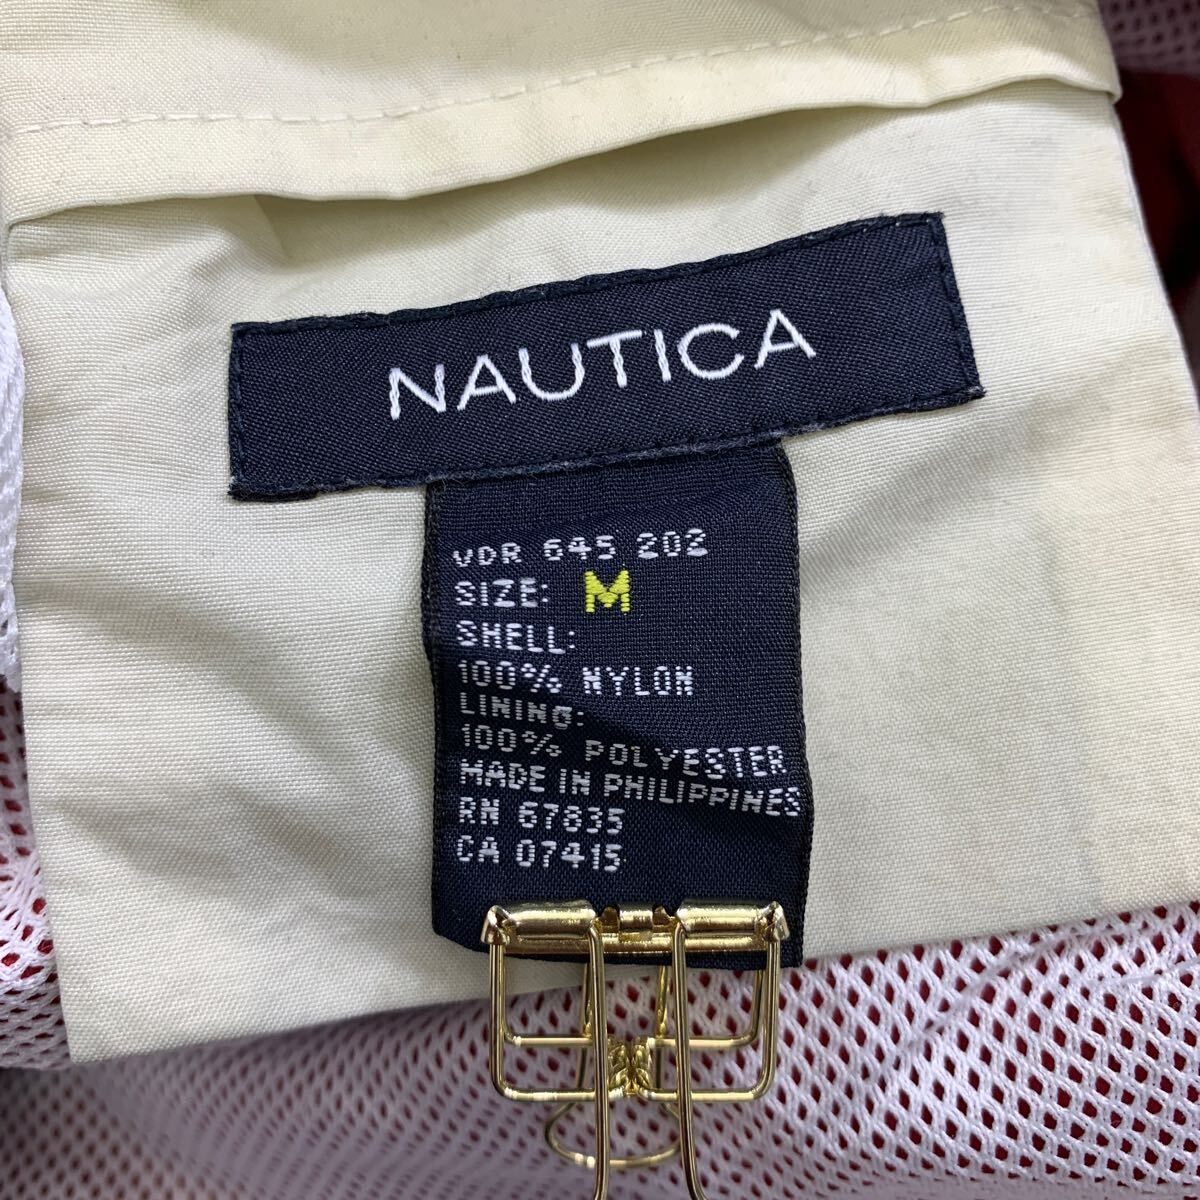 NAUTICA
VDR 645 202
SIZE: M
SHELL:
100% NYLON
LINING:
100% POLYESTER
MADE IN PHILIPPINES
RN 67835
CA 07415